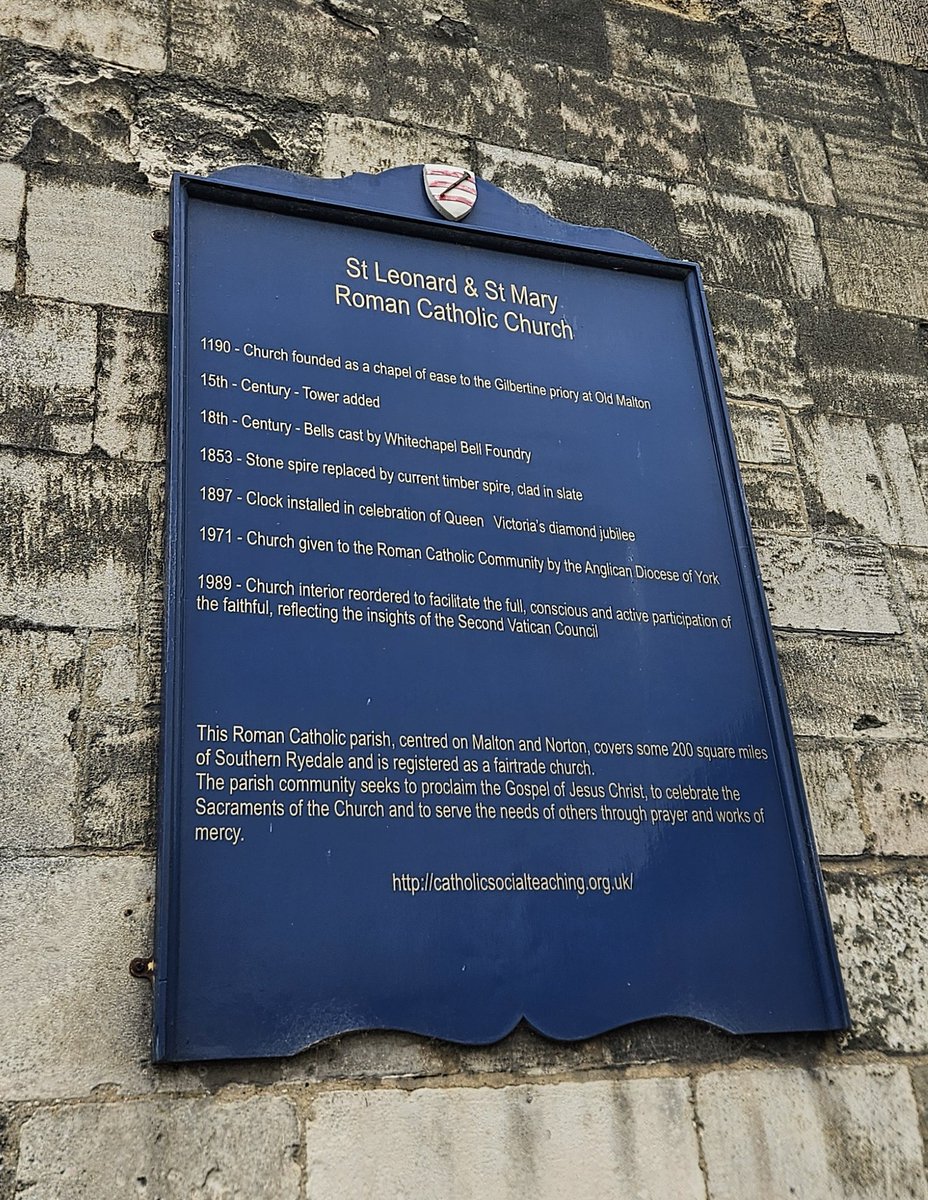 St Leonard & St Mary
Roman Catholic Church
1190 - Church founded as a chapel of ease to the Gilbertine priory at Old Malton
15th - Century - Tower added
18th - Century - Bells cast by Whitechapel Bell Foundry
1853 - Stone spire replaced by current timber spire, clad in slate
1897 - Clock installed in celebration of Queen Victoria's diamond jubilee
1971 - Church given to the Roman Catholic Community by the Anglican Diocese of York
1989 - Church interior reordered to facilitate the full, conscious and active participation of
the faithful, reflecting the insights of the Second Vatican Council
This Roman Catholic parish, centred on Malton and Norton, covers some 200 square miles
of Southern Ryedale and is registered as a fairtrade church.
The parish community seeks to proclaim the Gospel of Jesus Christ, to celebrate the
Sacraments of the Church and to serve the needs of others through prayer and works of
mercy.
http://catholicsocialteaching.org.uk/